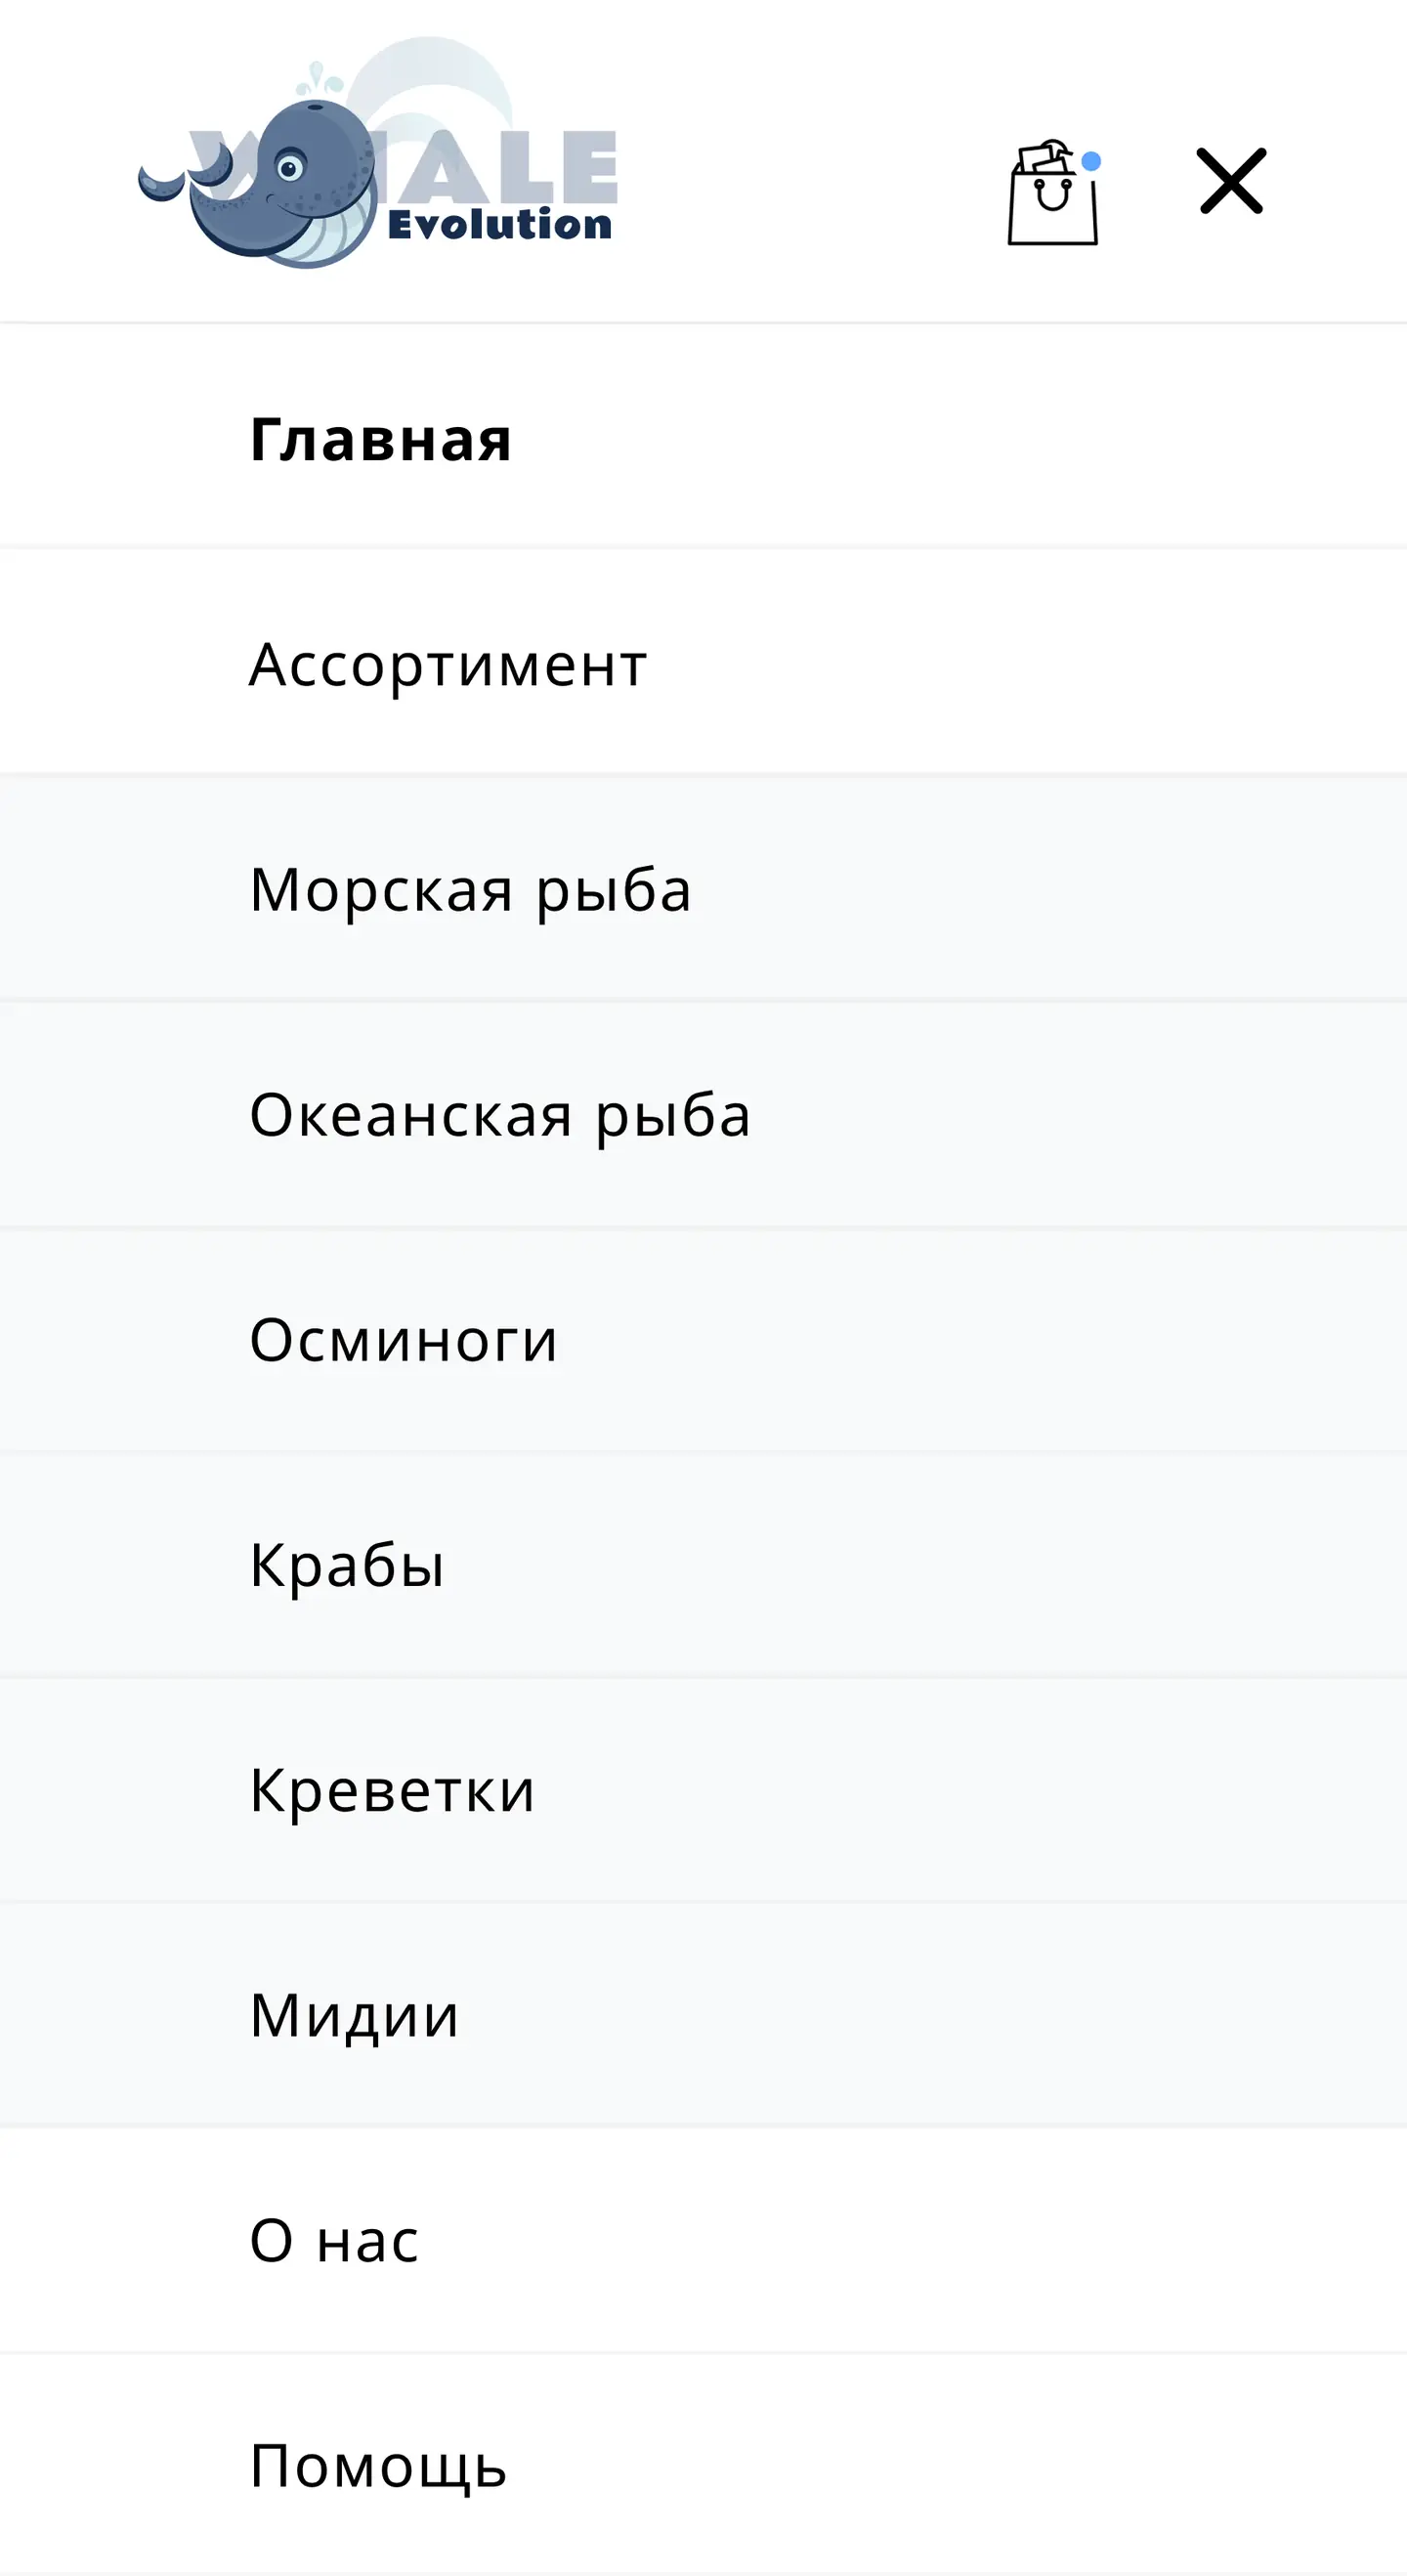 WHALE
Evolution
Главная
Ассортимент
Морская рыба
Океанская рыба
Осминоги
Крабы
Креветки
Мидии
О нас
Помощь